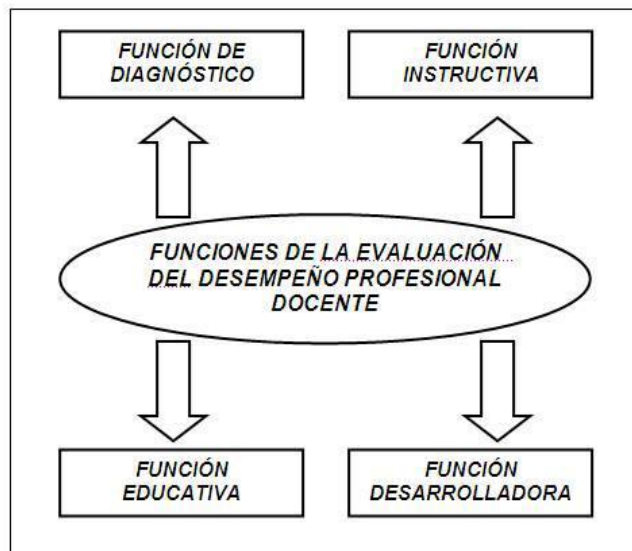 FUNCIÓN DE
DIAGNÓSTICO
FUNCIÓN
INSTRUCTIVA
FUNCIONES DE LA EVALUACIÓN
DEL DESEMPEÑO PROFESIONAL
DOCENTE
FUNCIÓN
EDUCATIVA
FUNCIÓN
DESARROLLADORA